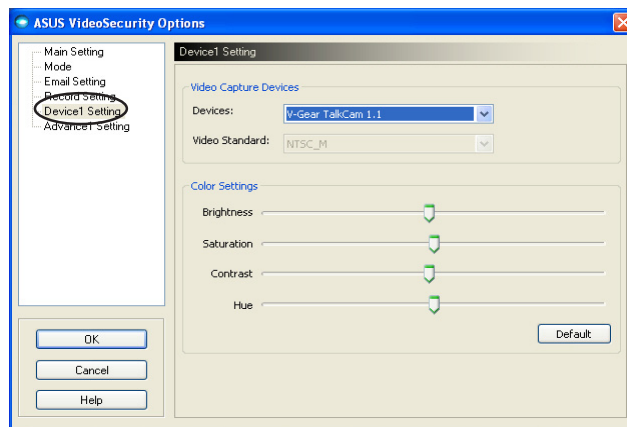 ASUS VideoSecurity Options
Main Setting
Mode
Email Setting
Record Setting
Device1 Setting
Advance1 Setting
OK
Cancel
Help
Device1 Setting
Video Capture Devices
Devices: V-Gear TalkCam 1.1
Video Standard: NTSC_M
Color Settings
Brightness
Saturation
Contrast
Hue
Default